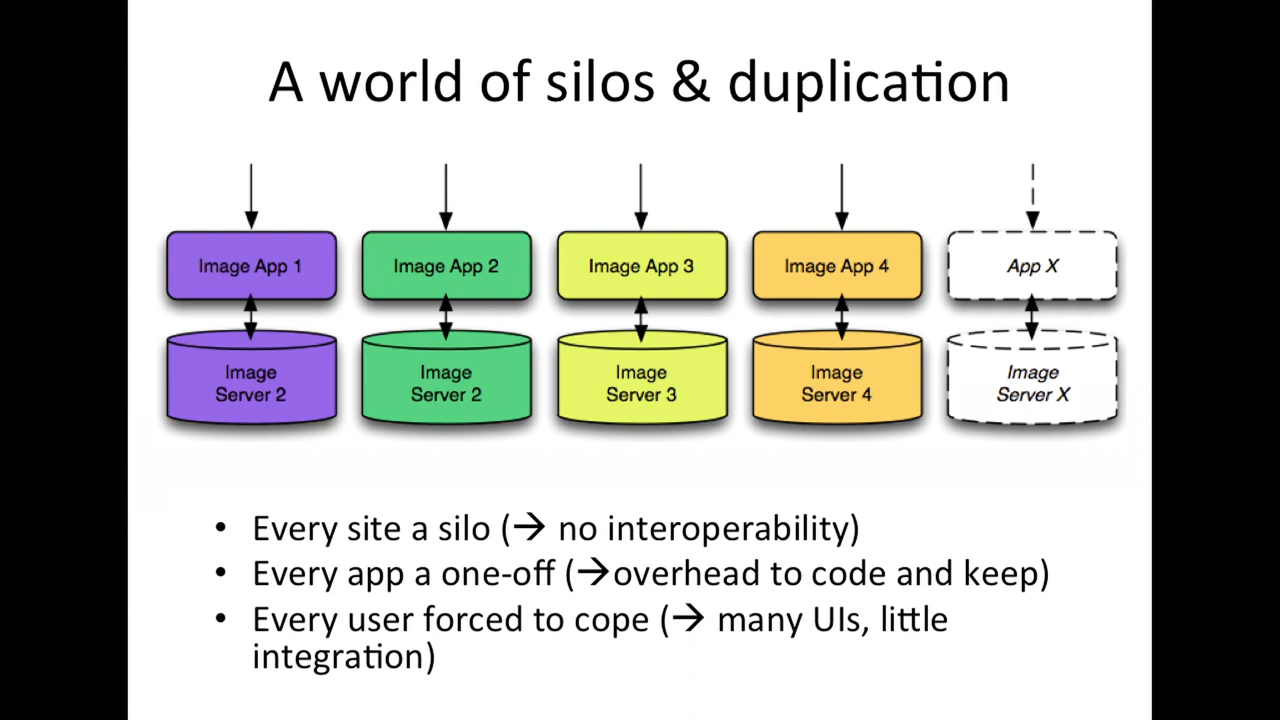 A world of silos & duplication
Image App 1
Image App 2
Image App 3
Image App 4
App X
Image
Server 2
Image
Server 2
Image
Server 3
Image
Server 4
Image
Server X
• Every site a silo (→ no interoperability)
• Every app a one-off (→overhead to code and keep)
• Every user forced to cope (→ many UIs, little
integration)